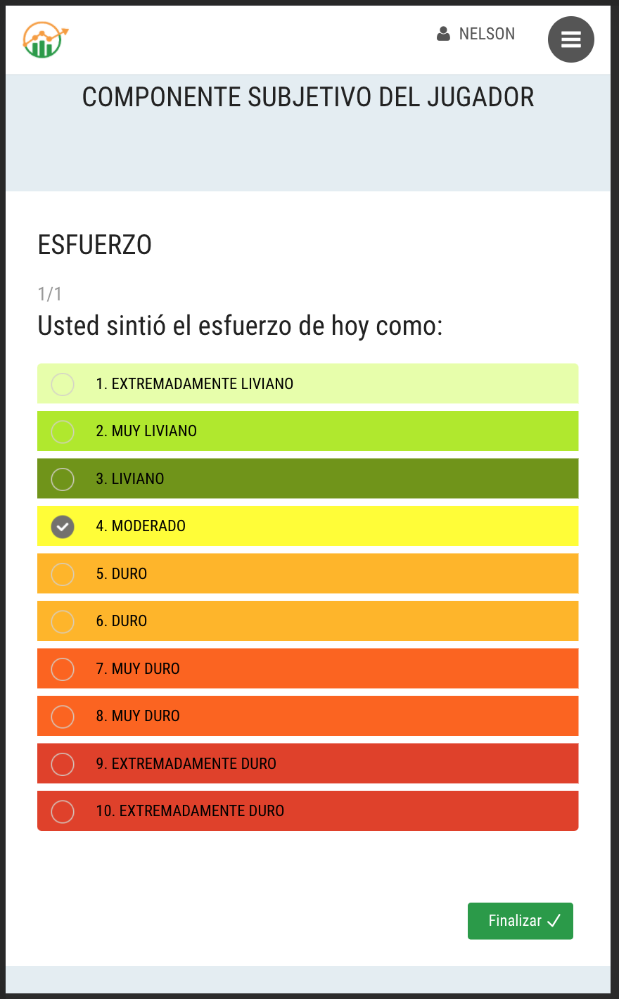 NELSON
COMPONENTE SUBJETIVO DEL JUGADOR
ESFUERZO
1/1
Usted sintió el esfuerzo de hoy como:
1. EXTREMADAMENTE LIVIANO
2. MUY LIVIANO
3. LIVIANO
4. MODERADO
5. DURO
6. DURO
7. MUY DURO
8. MUY DURO
9. EXTREMADAMENTE DURO
10. EXTREMADAMENTE DURO
Finalizar